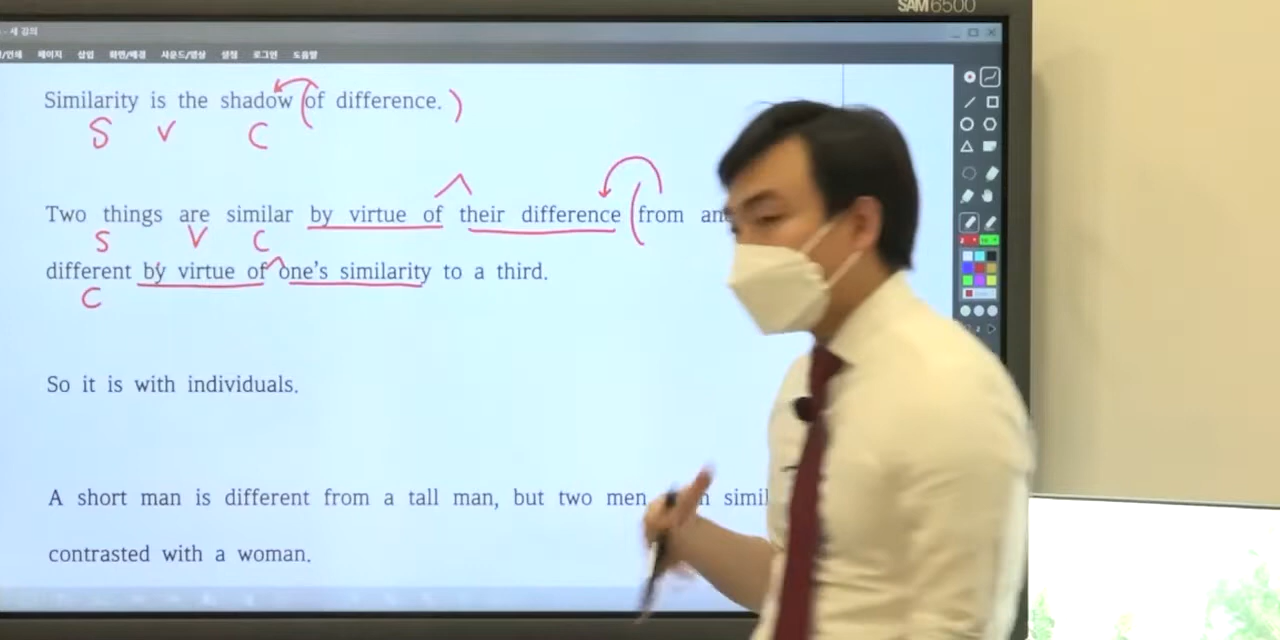 SAM6500
새 강의
페이지 삽입 화면/배경 사운드/영상 설정 로그인 도움말
Similarity is the shadow (of difference.)
S V C
Two things are similar by virtue of their difference (from
S V C
different by virtue of one's similarity to a third.
C
So it is with individuals.
A short man is different from a tall man, but two men
contrasted with a woman.